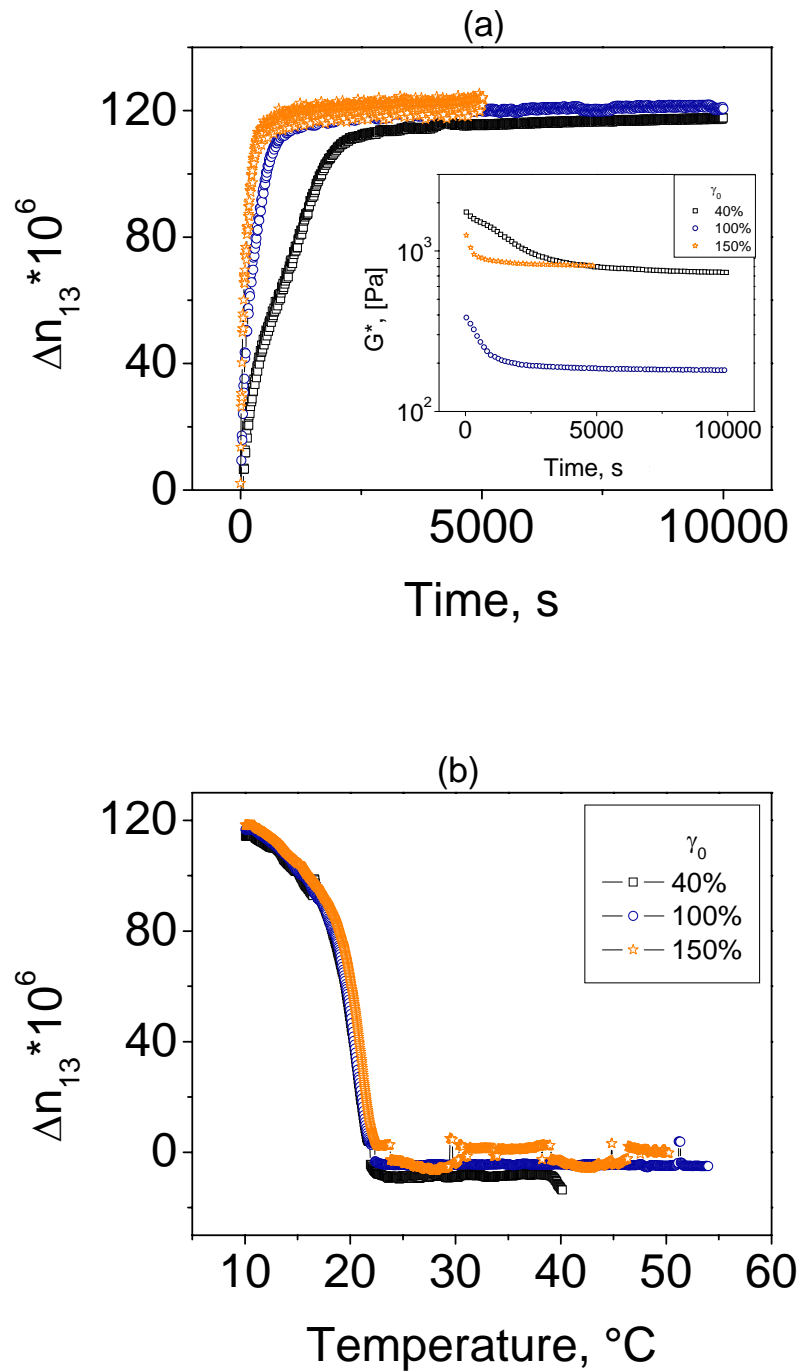 (a)
120
80
40
0
Δn13*10^6
0 5000 10000
Time, s
γ0
40%
100%
150%
10^3
10^2
G*, [Pa]
0 5000 10000
Time, s
(b)
120
80
40
0
Δn13*10^6
γ0
40%
100%
150%
10 20 30 40 50 60
Temperature, °C